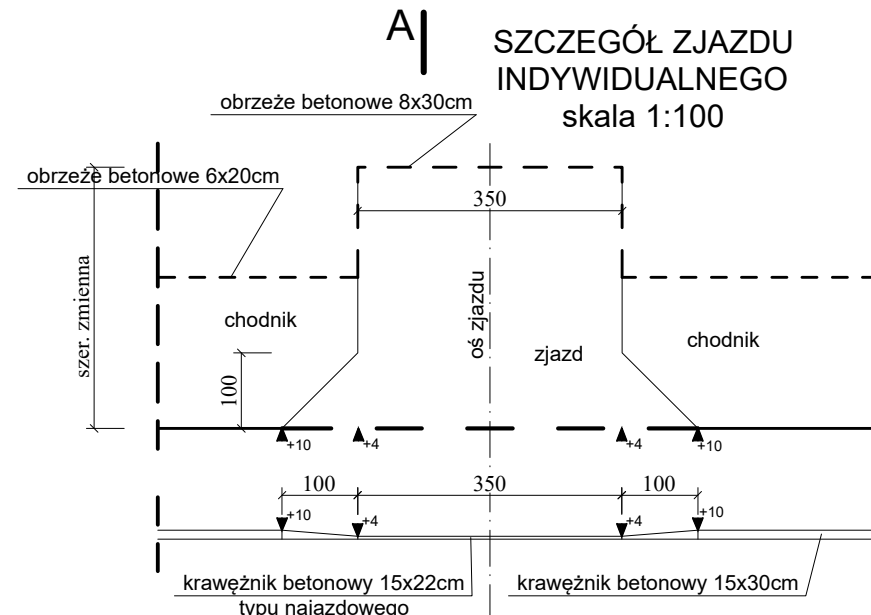 A
SZCZEGÓŁ ZJAZDU
INDYWIDUALNEGO
skala 1:100
obrzeże betonowe 8x30cm
obrzeże betonowe 6x20cm
350
szer. zmienna
chodnik
oś zjazdu
zjazd
chodnik
100
+10
+4
+4
+10
100
350
100
+10
+4
+4
+10
krawężnik betonowy 15x22cm
typu najazdowego
krawężnik betonowy 15x30cm